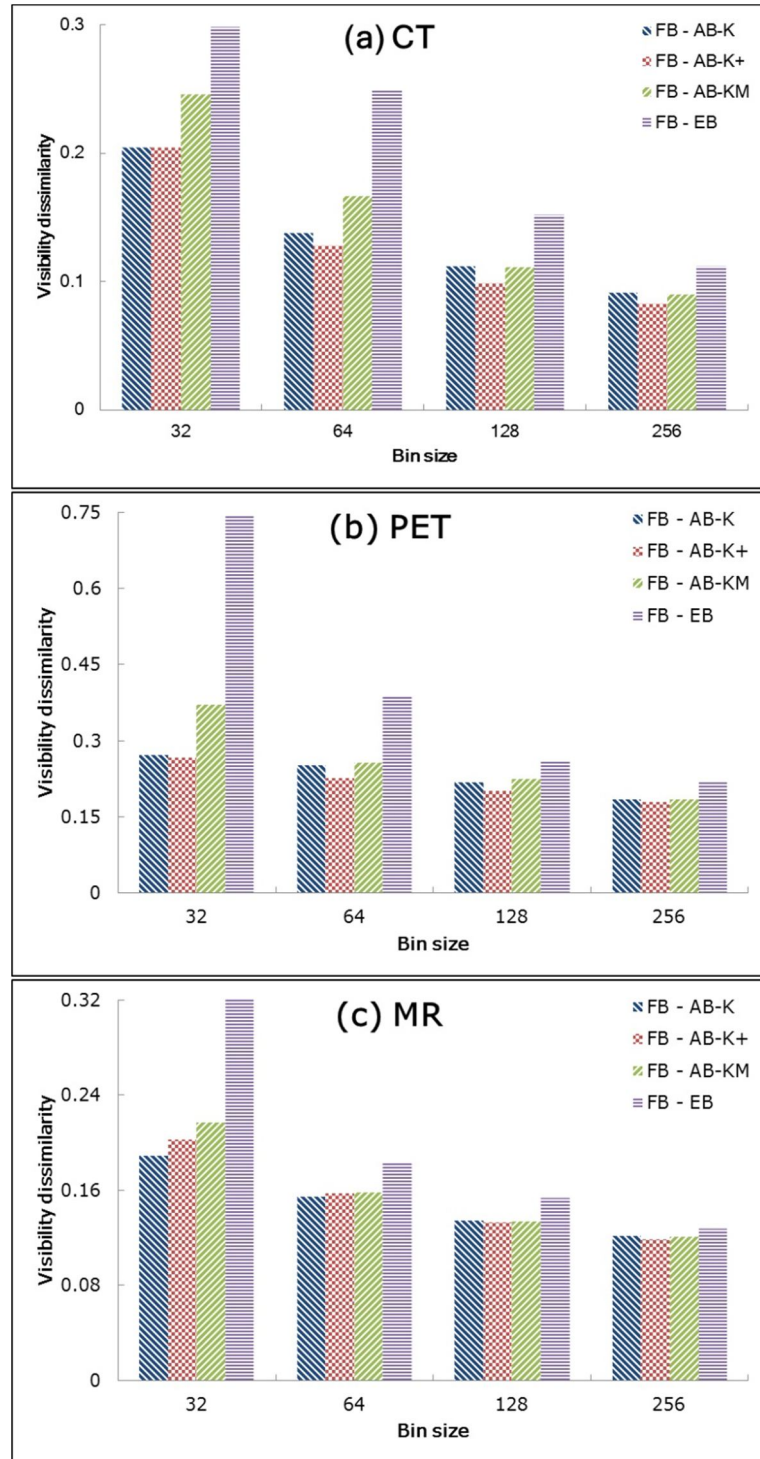 (a) CT
FB - AB-K
FB - AB-K+
FB - AB-KM
FB - EB
Visibility dissimilarity
0.3
0.2
0.1
0
32 64 128 256
Bin size
(b) PET
FB - AB-K
FB - AB-K+
FB - AB-KM
FB - EB
Visibility dissimilarity
0.75
0.6
0.45
0.3
0.15
0
32 64 128 256
Bin size
(c) MR
FB - AB-K
FB - AB-K+
FB - AB-KM
FB - EB
Visibility dissimilarity
0.32
0.24
0.16
0.08
0
32 64 128 256
Bin size